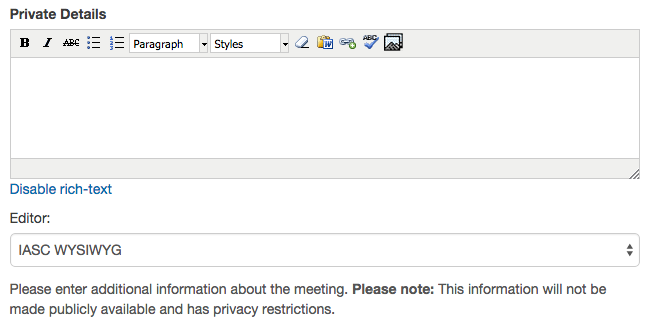 Private Details
B I ABC Paragraph Styles ABC
Disable rich-text
Editor:
IASC WYSIWYG
Please enter additional information about the meeting. Please note: This information will not be
made publicly available and has privacy restrictions.